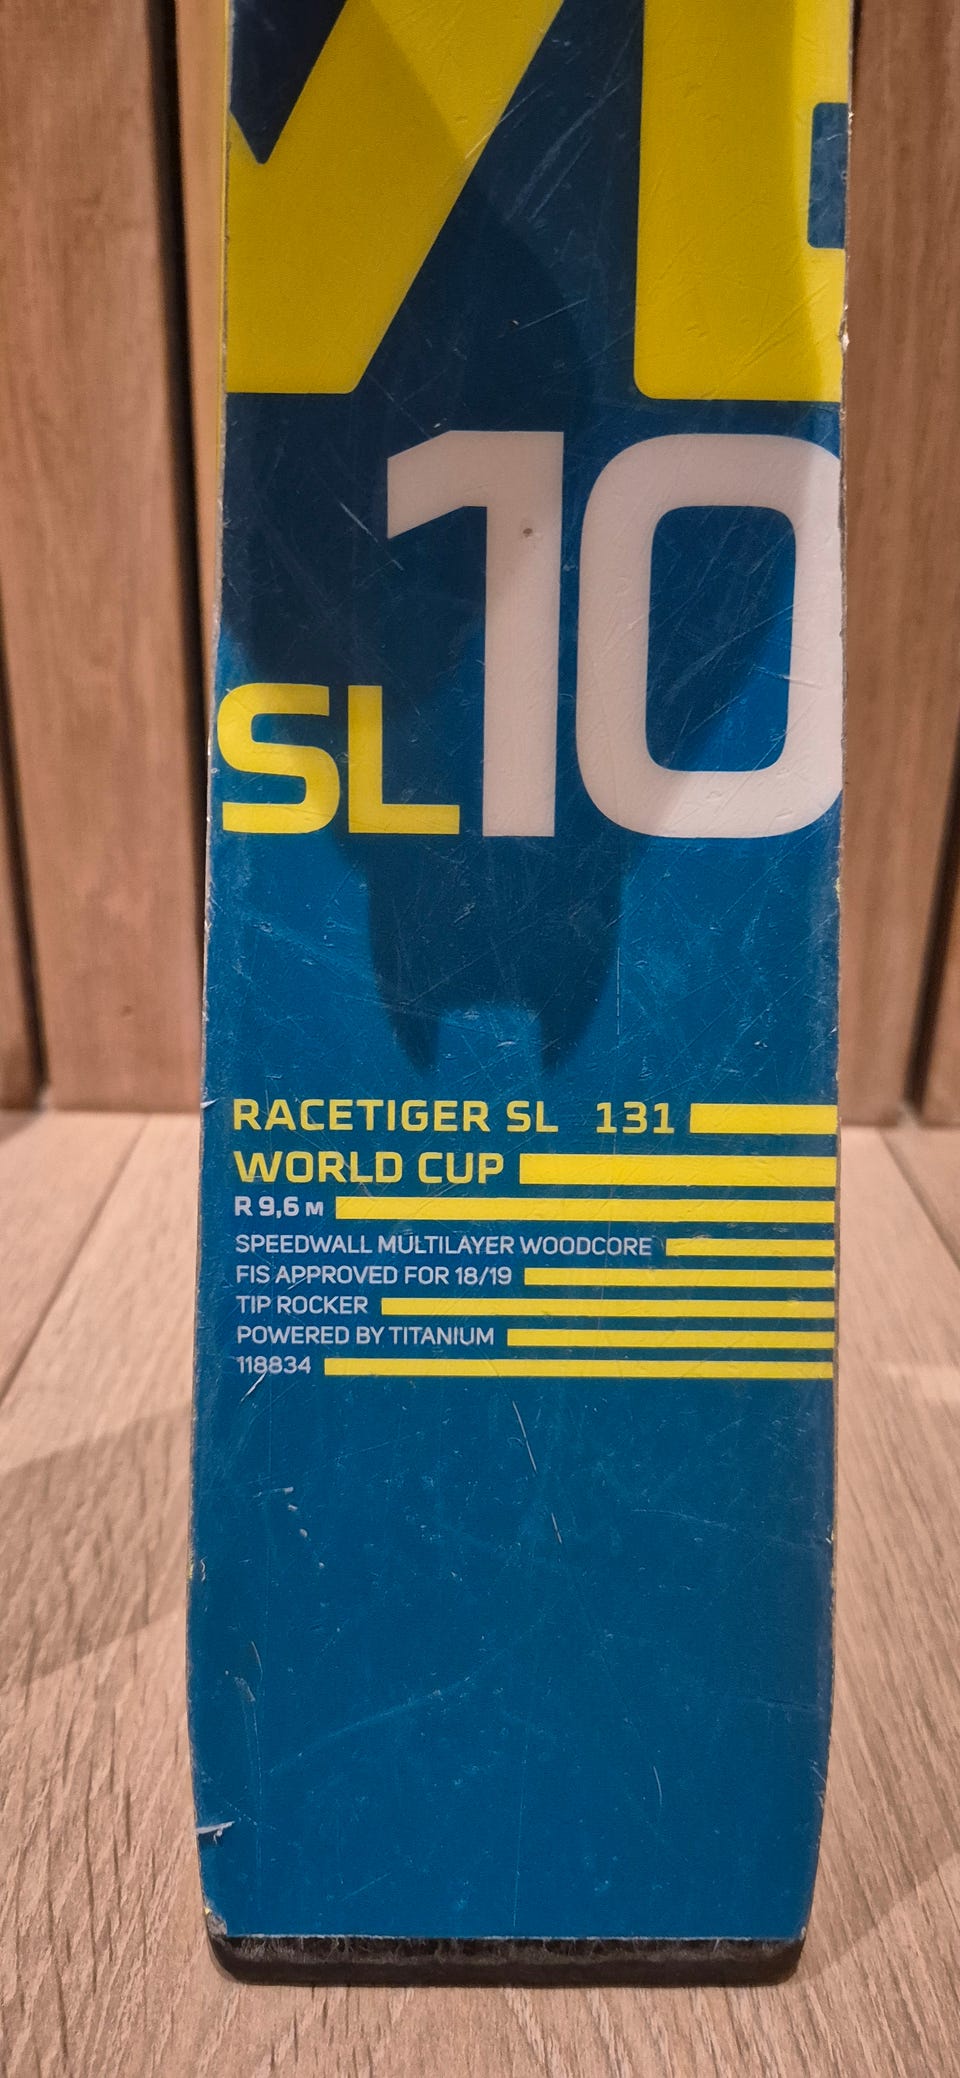 SL10
RACETIGER SL 131
WORLD CUP
R 9,6 M
SPEEDWALL MULTILAYER WOODCORE
FIS APPROVED FOR 18/19
TIP ROCKER
POWERED BY TITANIUM
118834